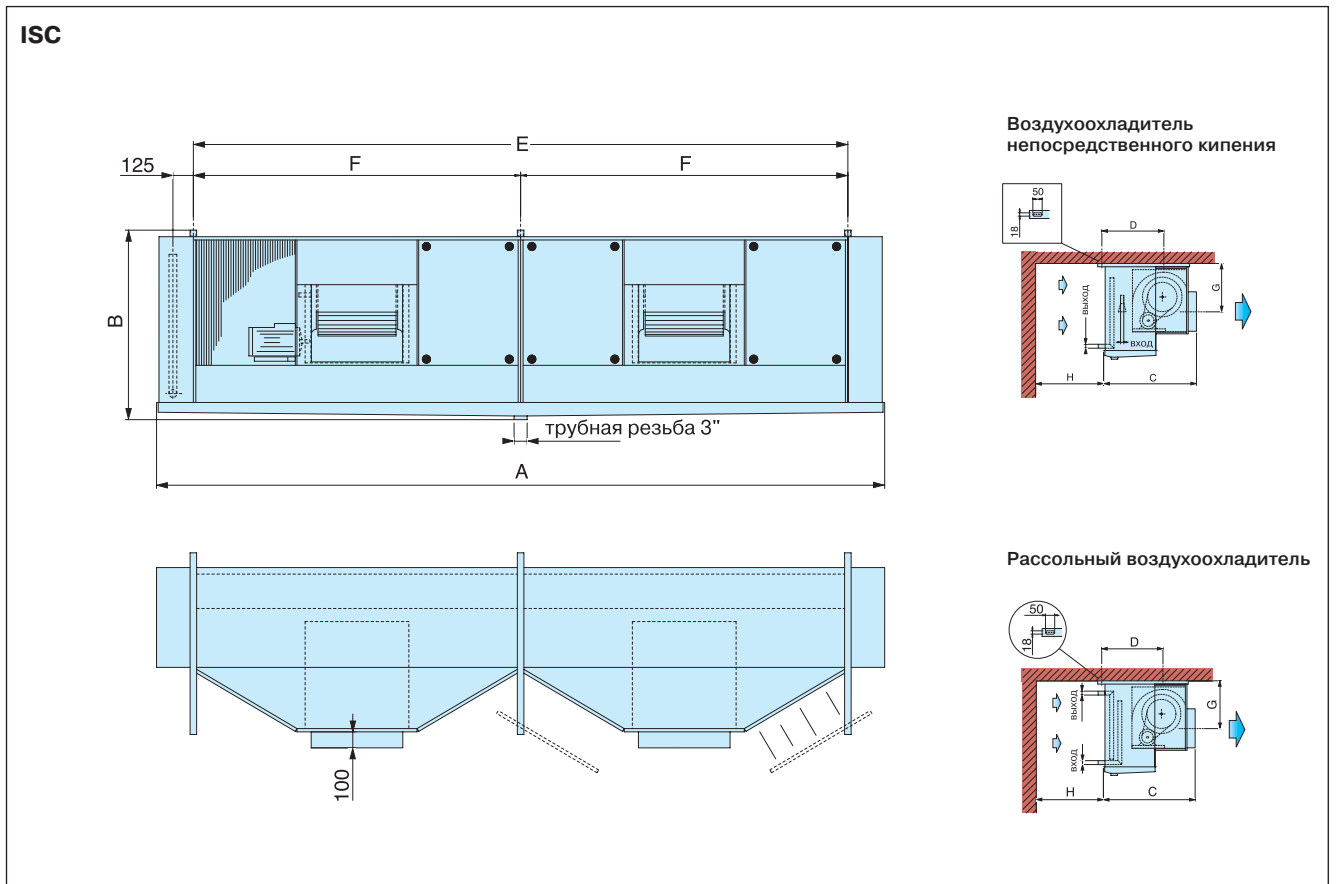 ISC
E
F
F
125
B
трубная резьба 3"
A
100
Воздухоохладитель
непосредственного кипения
50
18
D
G
выход
вход
H
C
Рассольный воздухоохладитель
50
18
D
G
выход
вход
H
C